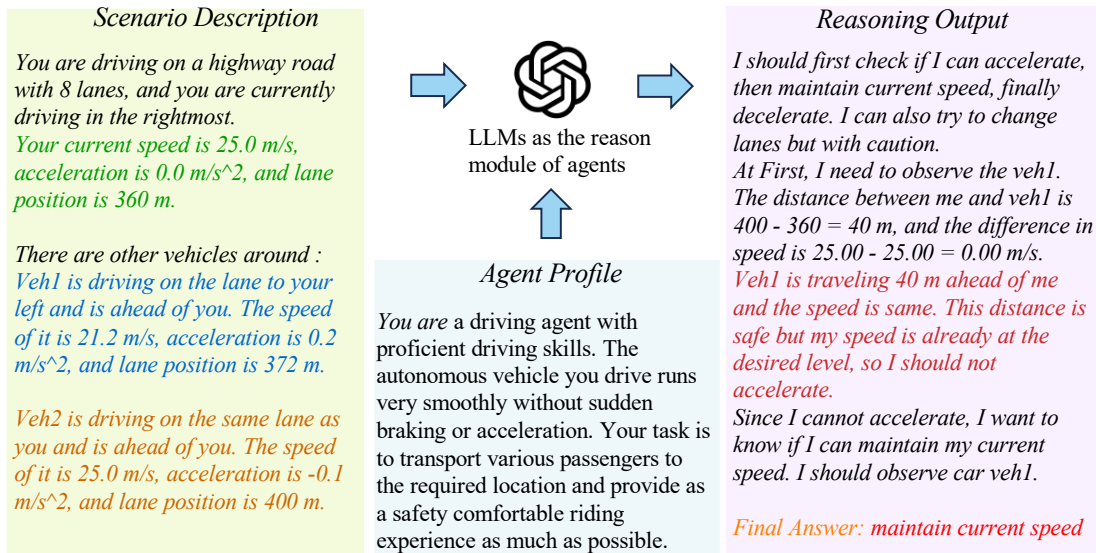 Scenario Description
You are driving on a highway road
with 8 lanes, and you are currently
driving in the rightmost.
Your current speed is 25.0 m/s,
acceleration is 0.0 m/s^2, and lane
position is 360 m.
There are other vehicles around :
Veh1 is driving on the lane to your
left and is ahead of you. The speed
of it is 21.2 m/s, acceleration is 0.2
m/s^2, and lane position is 372 m.
Veh2 is driving on the same lane as
you and is ahead of you. The speed
of it is 25.0 m/s, acceleration is -0.1
m/s^2, and lane position is 400 m.
LLMs as the reason
module of agents
Agent Profile
You are a driving agent with
proficient driving skills. The
autonomous vehicle you drive runs
very smoothly without sudden
braking or acceleration. Your task is
to transport various passengers to
the required location and provide as
a safety comfortable riding
experience as much as possible.
Reasoning Output
I should first check if I can accelerate,
then maintain current speed, finally
decelerate. I can also try to change
lanes but with caution.
At First, I need to observe the veh1.
The distance between me and veh1 is
400 - 360 = 40 m, and the difference in
speed is 25.00 - 25.00 = 0.00 m/s.
Veh1 is traveling 40 m ahead of me
and the speed is same. This distance is
safe but my speed is already at the
desired level, so I should not
accelerate.
Since I cannot accelerate, I want to
know if I can maintain my current
speed. I should observe car veh1.
Final Answer: maintain current speed